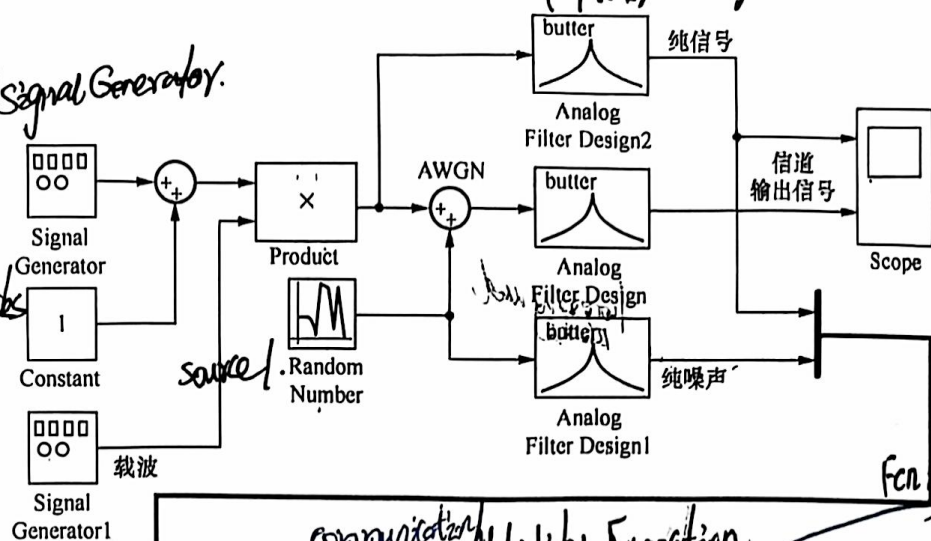 Signal Generator.
butter
纯信号
Analog
Filter Design2
AWGN
信道
输出信号
butter
Signal
Generator
Product
×
Scope
Analog
Filter Design
1
Constant
source1.
Random
Number
butter
纯噪声
Analog
Filter Design1
载波
Signal
Generator1
Fcn
communication
Function